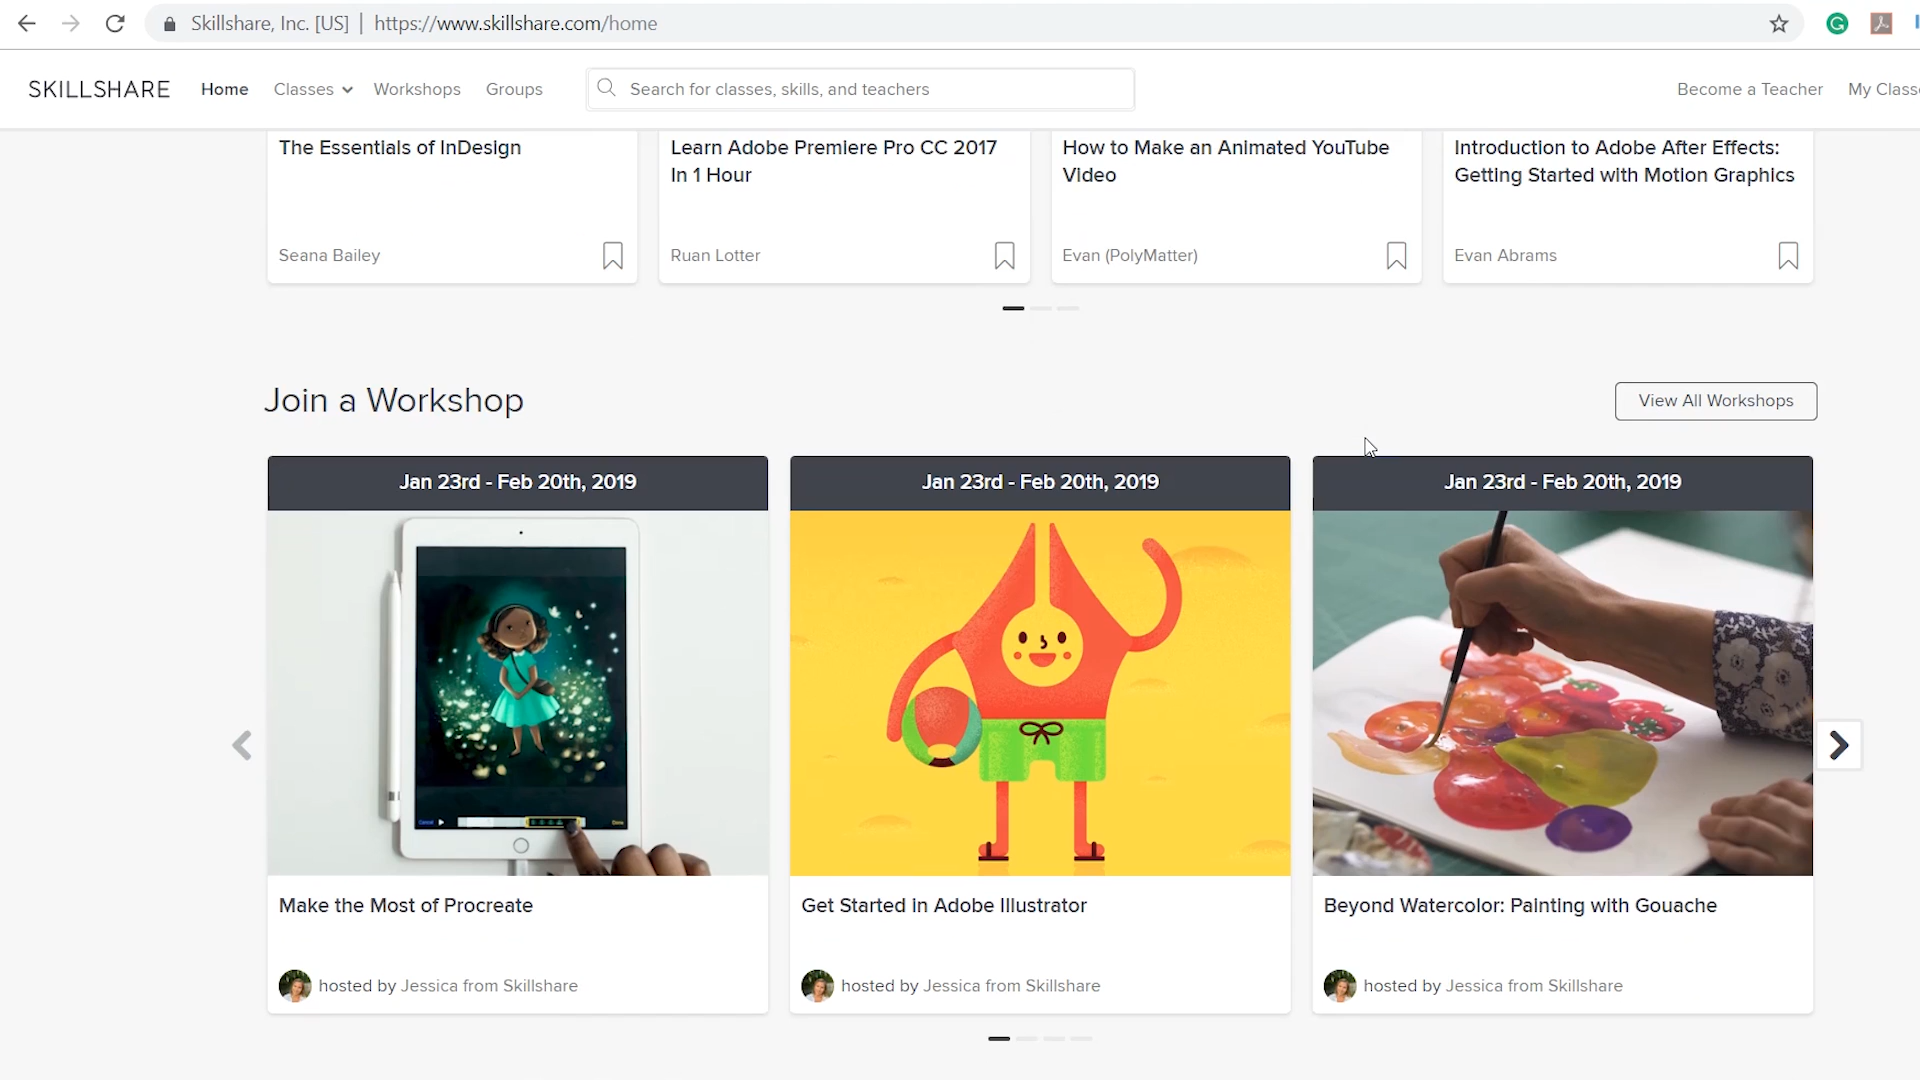 Skillshare, Inc. [US] | https://www.skillshare.com/home
SKILLSHARE
Home
Classes
Workshops
Groups
Search for classes, skills, and teachers
Become a Teacher
My Classe
The Essentials of InDesign
Seana Bailey
Learn Adobe Premiere Pro CC 2017
In 1 Hour
Ruan Lotter
How to Make an Animated YouTube
Video
Evan (PolyMatter)
Introduction to Adobe After Effects:
Getting Started with Motion Graphics
Evan Abrams
Join a Workshop
View All Workshops
Jan 23rd - Feb 20th, 2019
Make the Most of Procreate
hosted by Jessica from Skillshare
Jan 23rd - Feb 20th, 2019
Get Started in Adobe Illustrator
hosted by Jessica from Skillshare
Jan 23rd - Feb 20th, 2019
Beyond Watercolor: Painting with Gouache
hosted by Jessica from Skillshare